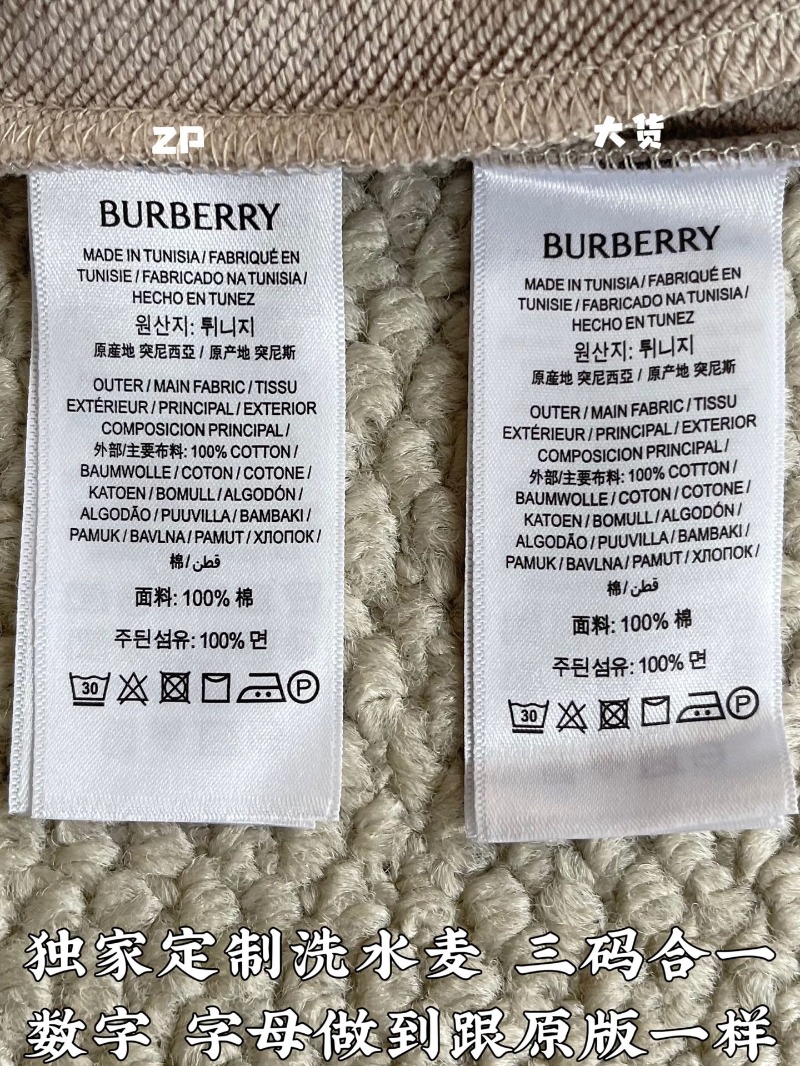 ZP
大货
BURBERRY
MADE IN TUNISIA / FABRIQUÉ EN
TUNISIE / FABRICADO NA TUNISIA /
HECHO EN TUNEZ
원산지: 튀니지
原産地 突尼西亞 / 原产地 突尼斯
OUTER / MAIN FABRIC / TISSU
EXTÉRIEUR / PRINCIPAL / EXTERIOR
COMPOSICION PRINCIPAL /
外部/主要布料: 100% COTTON /
BAUMWOLLE / COTON / COTONE /
KATOEN / BOMULL / ALGODÓN /
ALGODÃO / PUUVILLA / BAMBAKI /
PAMUK / BAVLNA / PAMUT / ХЛОПОК /
棉/قطن
面料: 100% 棉
겉감섬유: 100% 면
30
P
BURBERRY
MADE IN TUNISIA / FABRIQUÉ EN
TUNISIE / FABRICADO NA TUNISIA /
HECHO EN TUNEZ
원산지: 튀니지
原産地 突尼西亞 / 原产地 突尼斯
OUTER / MAIN FABRIC / TISSU
EXTÉRIEUR / PRINCIPAL / EXTERIOR
COMPOSICION PRINCIPAL /
外部/主要布料: 100% COTTON /
BAUMWOLLE / COTON / COTONE /
KATOEN / BOMULL / ALGODÓN /
ALGODÃO / PUUVILLA / BAMBAKI /
PAMUK / BAVLNA / PAMUT / ХЛОПОК /
棉/قطن
面料: 100% 棉
주된섬유: 100% 면
30
P
独家定制洗水麦 三码合一
数字 字母做到跟原版一样